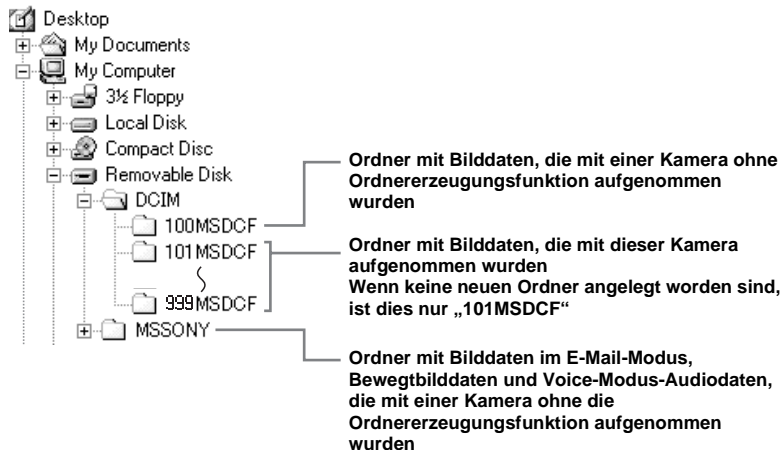 Desktop
My Documents
My Computer
3½ Floppy
Local Disk
Compact Disc
Removable Disk
DCIM
100MSDCF
101MSDCF
999MSDCF
MSSONY
Ordner mit Bilddaten, die mit einer Kamera ohne
Ordnererzeugungsfunktion aufgenommen
wurden
Ordner mit Bilddaten, die mit dieser Kamera
aufgenommen wurden
Wenn keine neuen Ordner angelegt worden sind,
ist dies nur „101MSDCF“
Ordner mit Bilddaten im E-Mail-Modus,
Bewegtbilddaten und Voice-Modus-Audiodaten,
die mit einer Kamera ohne die
Ordnererzeugungsfunktion aufgenommen
wurden